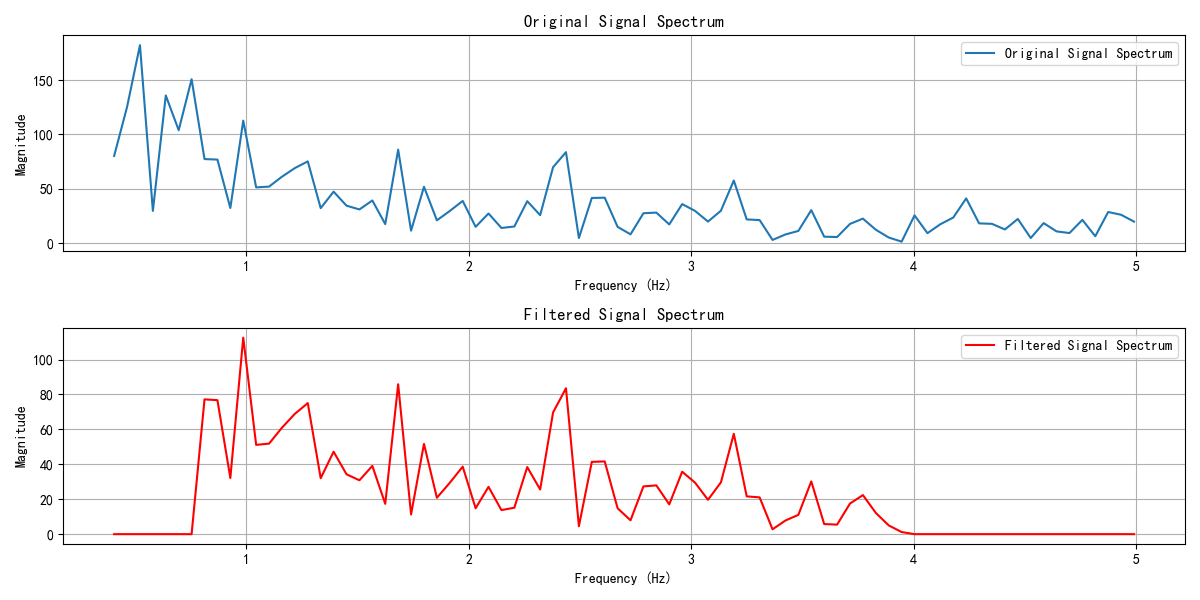 Original Signal Spectrum
Original Signal Spectrum
Magnitude
150
100
50
0
1 2 3 4 5
Frequency (Hz)
Filtered Signal Spectrum
Filtered Signal Spectrum
Magnitude
100
80
60
40
20
0
1 2 3 4 5
Frequency (Hz)